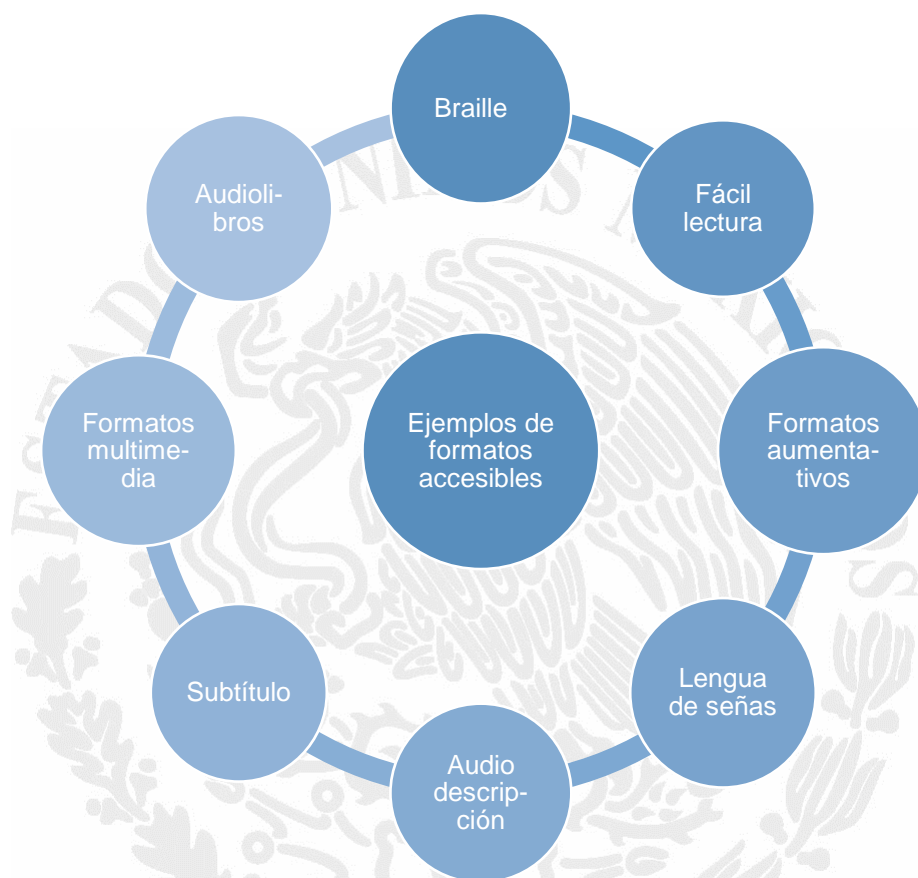 Braille
Fácil
lectura
Formatos
aumenta-
tivos
Lengua
de señas
Audio
descrip-
ción
Subtítulo
Formatos
multime-
dia
Audioli-
bros
Ejemplos de
formatos
accesibles